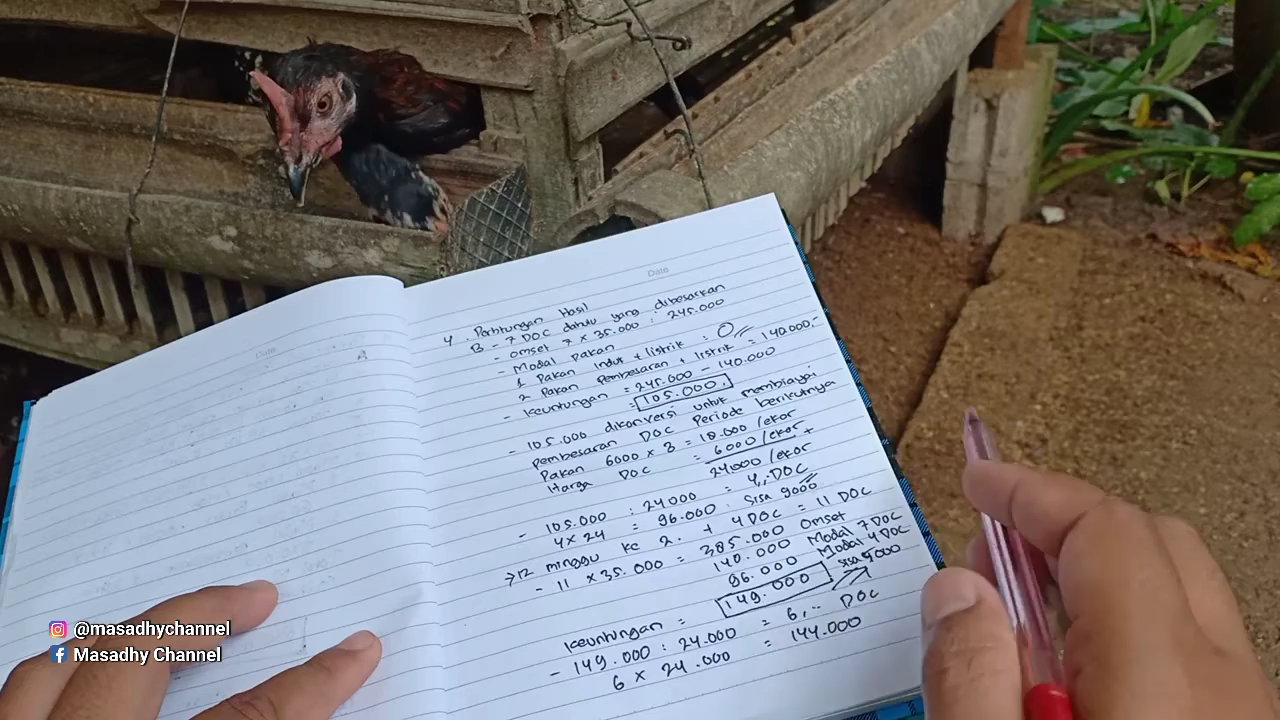 Date
Date
4. Perhitungan Hasil
B - 7 DOC dahulu yang dibesarkan
- omset 7 x 35.000 : 245.000
- Modal Pakan
1 Pakan Induk + listrik = 0
2 Pakan Pembesaran + listrik = 140.000,-
- Keuntungan = 245.000 - 140.000
= 105.000,
- 105.000 dikonversi untuk membiayai
Pembesaran DOC Periode berikutnya
Pakan 6000 x 3 = 18.000 /ekor
Harga DOC = 6000 /ekor +
24000 /ekor
- 105.000 : 24.000 = 4,.. DOC
4 x 24 = 96.000. Sisa 9000
→ 12 minggu ke 2. + 4 DOC = 11 DOC
- 11 x 35.000 = 385.000 Omset
140.000 Modal 7 DOC
96.000 Modal 4 DOC
Keuntungan = 149.000 sisa 5000
- 149.000 : 24.000 = 6,.. DOC
6 x 24.000 = 144.000
@masadhychannel
Masadhy Channel